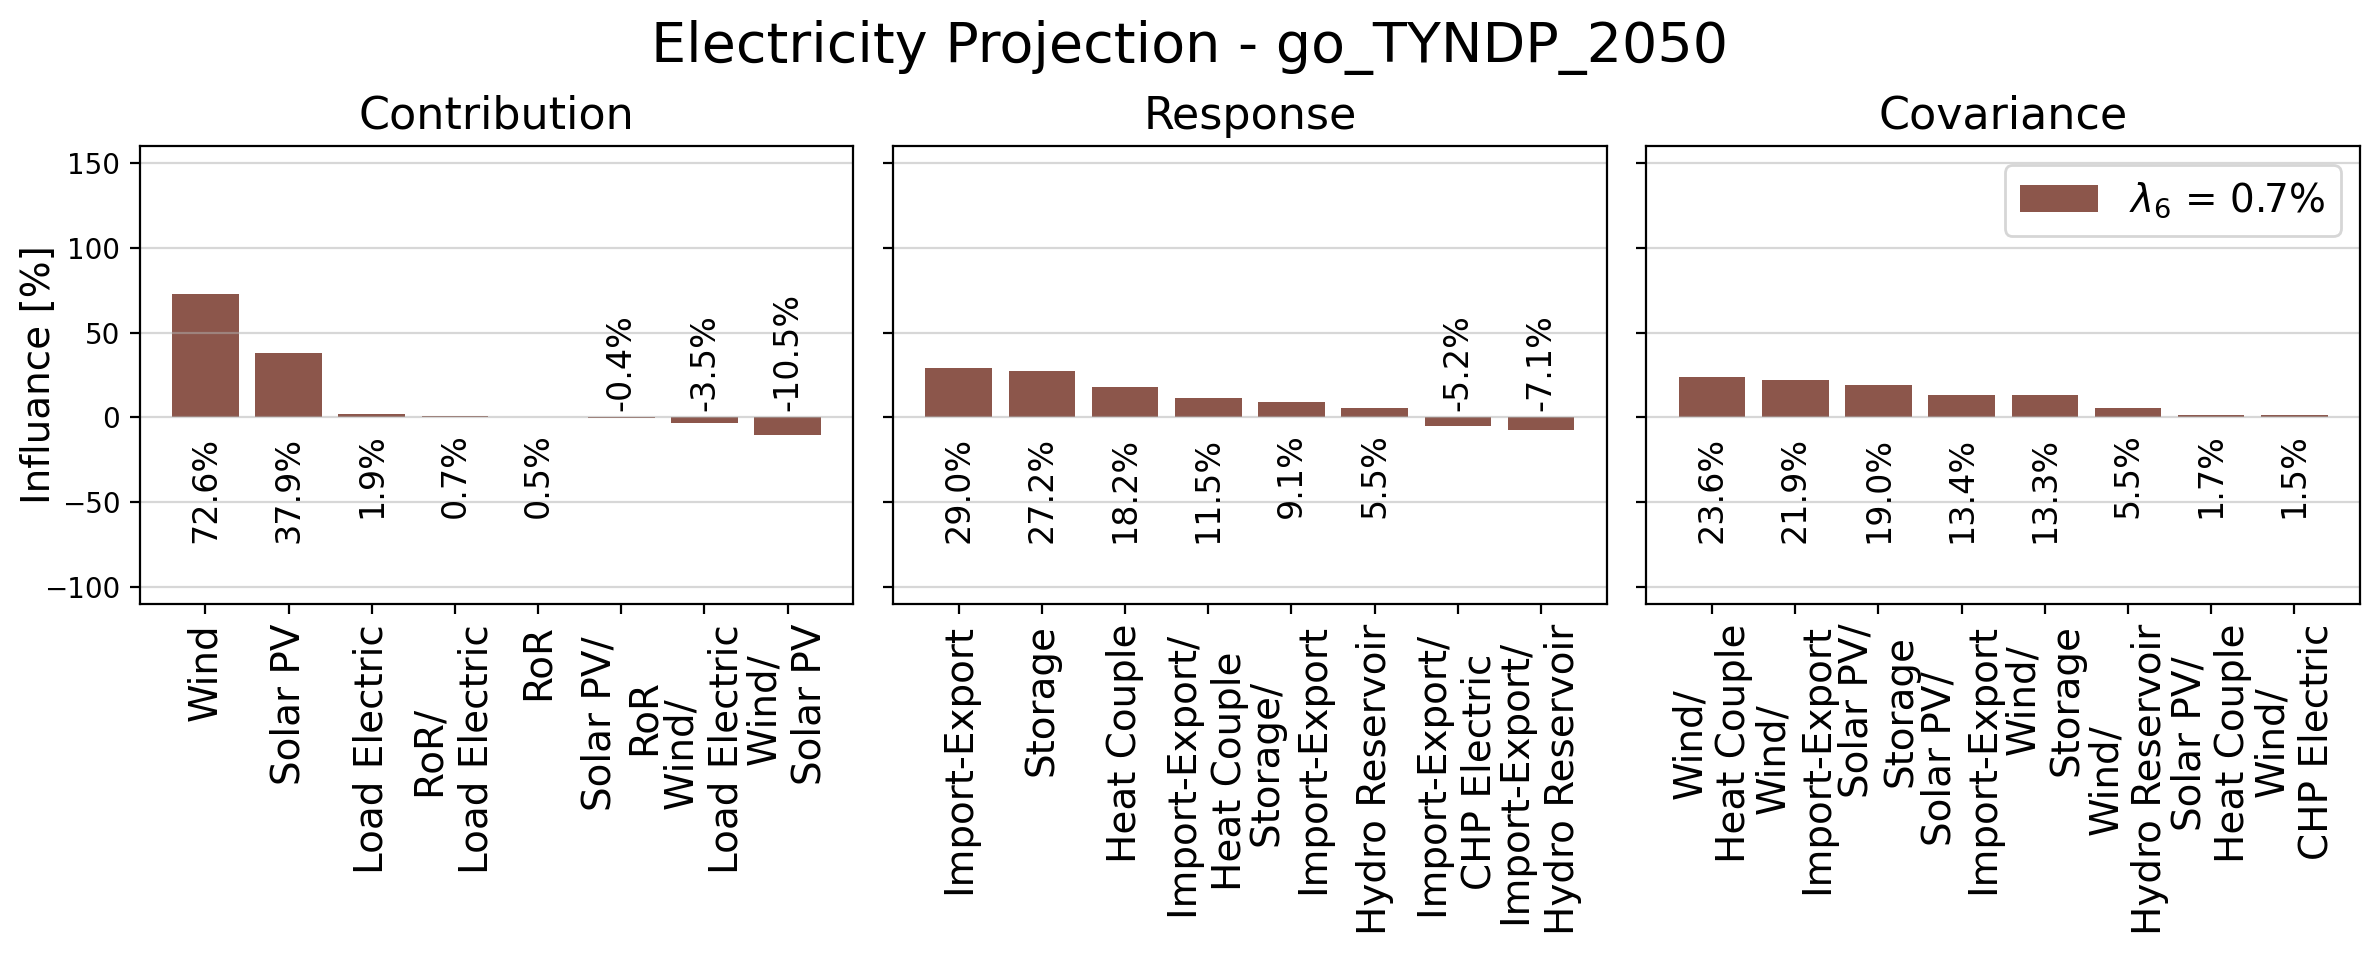 Electricity Projection - go_TYNDP_2050
Contribution
Response
Covariance
Influance [%]
150
100
50
0
−50
−100
72.6%
37.9%
1.9%
0.7%
0.5%
-0.4%
-3.5%
-10.5%
Wind
Solar PV
Load Electric
RoR/
Load Electric
RoR
Solar PV/
RoR
Wind/
Load Electric
Wind/
Solar PV
29.0%
27.2%
18.2%
11.5%
9.1%
5.5%
-5.2%
-7.1%
Import-Export
Storage
Heat Couple
Import-Export/
Heat Couple
Storage/
Import-Export
Hydro Reservoir
Import-Export/
CHP Electric
Import-Export/
Hydro Reservoir
λ₆ = 0.7%
23.6%
21.9%
19.0%
13.4%
13.3%
5.5%
1.7%
1.5%
Wind/
Heat Couple
Wind/
Import-Export
Solar PV/
Storage
Solar PV/
Import-Export
Wind/
Storage
Wind/
Hydro Reservoir
Solar PV/
Heat Couple
Wind/
CHP Electric